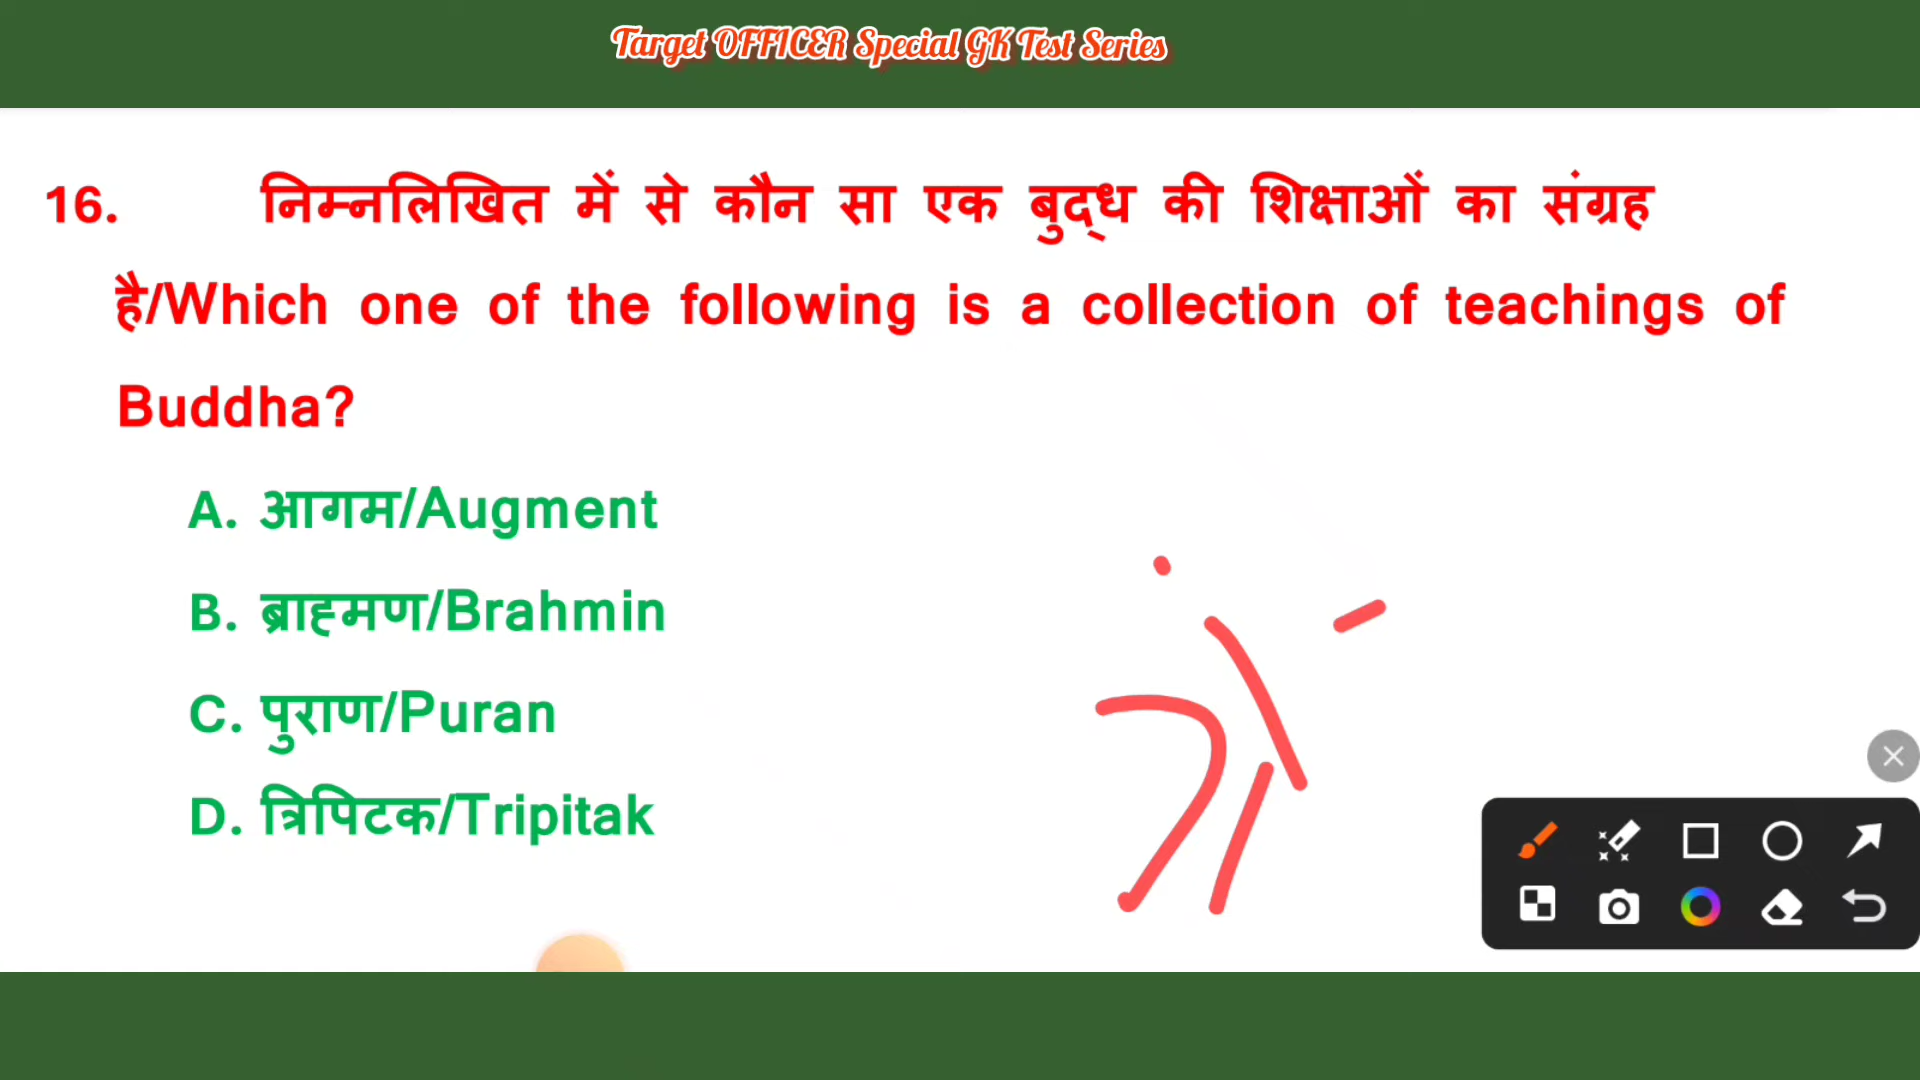 Target OFFICER Special GK Test Series
16. निम्नलिखित में से कौन सा एक बुद्ध की शिक्षाओं का संग्रह
है/Which one of the following is a collection of teachings of
Buddha?
A. आगम/Augment
B. ब्राह्मण/Brahmin
C. पुराण/Puran
D. त्रिपिटक/Tripitak